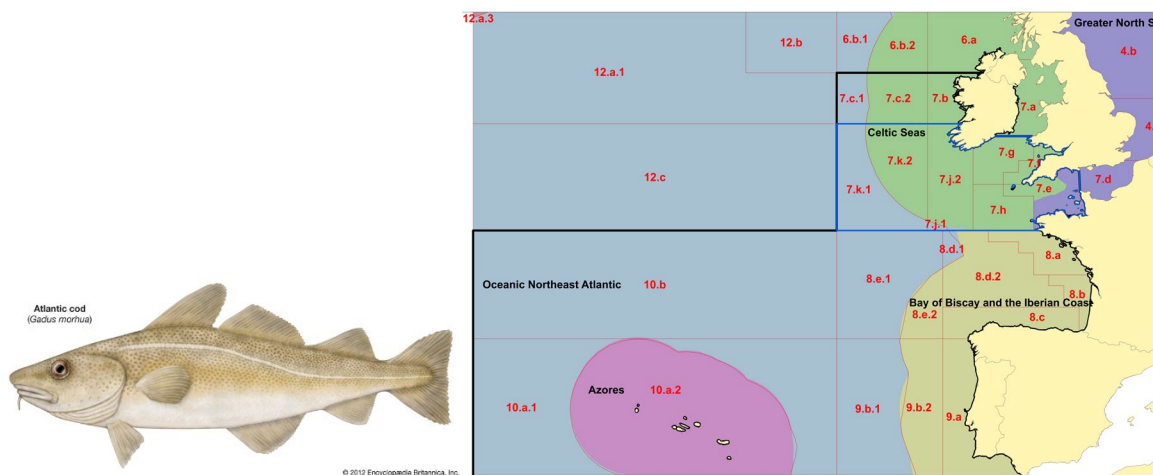 Atlantic cod
(Gadus morhua)
© 2012 Encyclopædia Britannica, Inc.
12.a.3
Greater North S
12.b
6.b.1
6.b.2
6.a
4.b
12.a.1
7.c.1
7.c.2
7.b
7.a
4.
Celtic Seas
7.g
7.k.2
7.f
12.c
7.j.2
7.d
7.k.1
7.e
7.h
7.j.1
8.d.1
8.a
Oceanic Northeast Atlantic
10.b
8.e.1
8.d.2
8.b
Bay of Biscay and the Iberian Coast
8.e.2
8.c
Azores
10.a.2
10.a.1
9.b.1
9.b.2
9.a